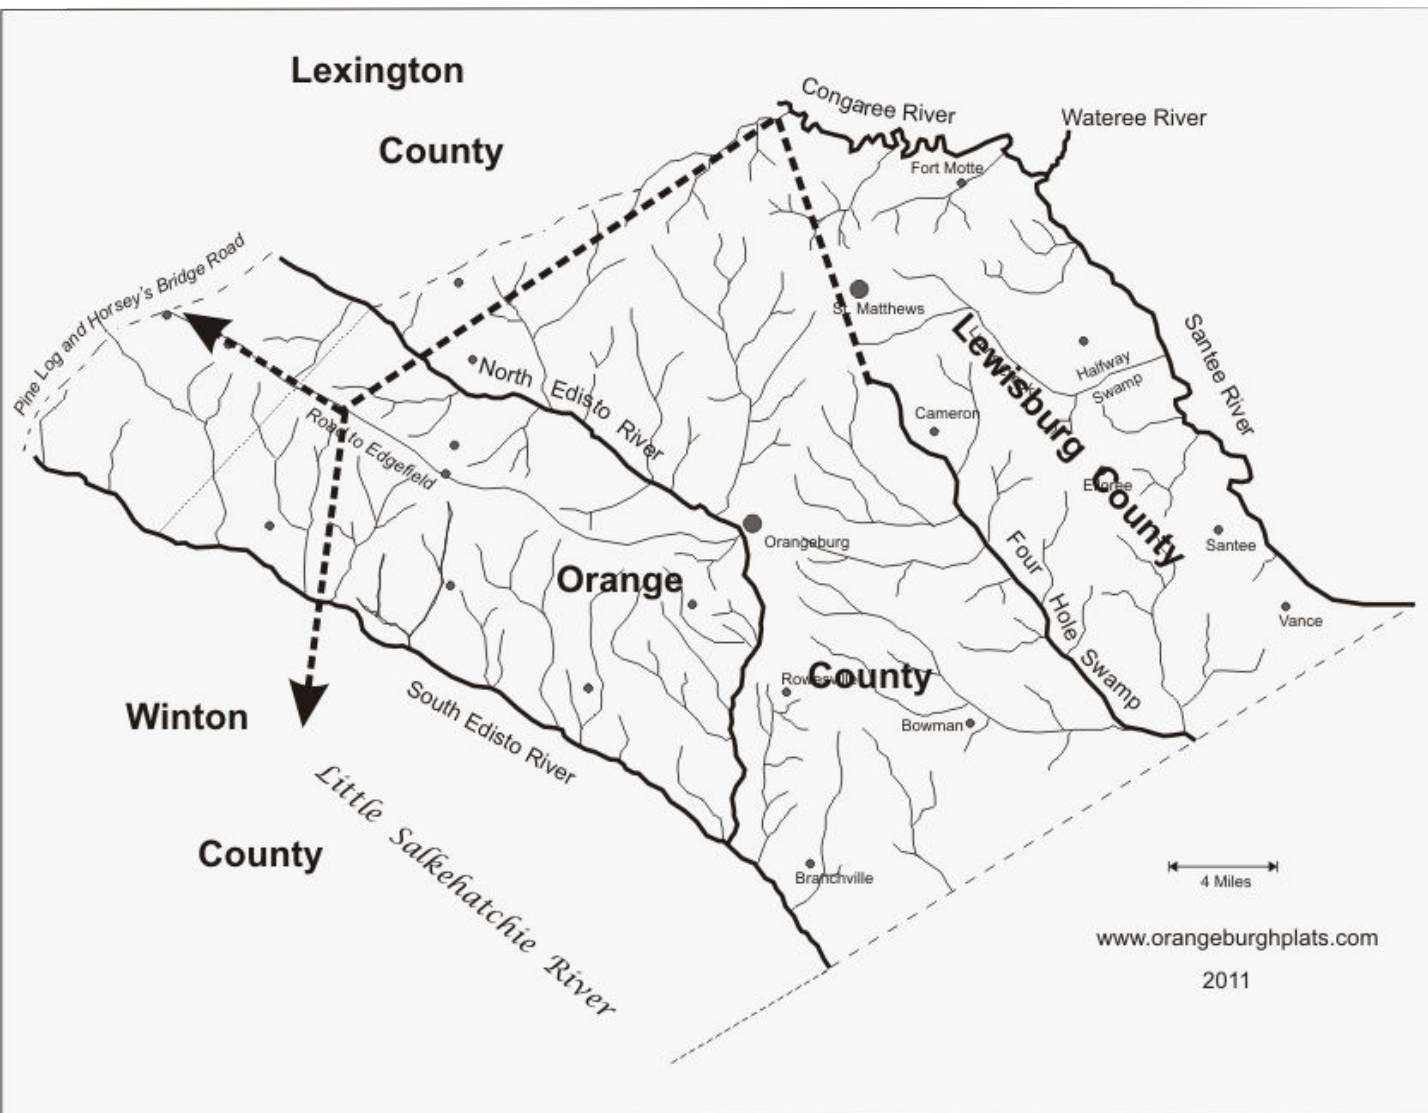 Lexington
County
Congaree River
Wateree River
Fort Motte
Pine Log and Horsey's Bridge Road
St. Matthews
Santee River
Lewisburg County
Halfway
Swamp
North Edisto River
Cameron
Road to Edgefield
Elloree
Orangeburg
Santee
Four Hole Swamp
Orange
County
Vance
Rowesville
Bowman
Winton
County
South Edisto River
Little Salkehatchie River
Branchville
4 Miles
www.orangeburghplats.com
2011